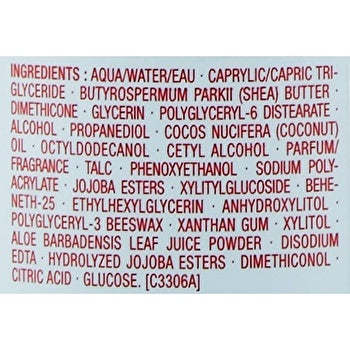 INGREDIENTS : AQUA/WATER/EAU · CAPRYLIC/CAPRIC TRI-
GLYCERIDE · BUTYROSPERMUM PARKII (SHEA) BUTTER ·
DIMETHICONE · GLYCERIN · POLYGLYCERYL-6 DISTEARATE ·
ALCOHOL · PROPANEDIOL · COCOS NUCIFERA (COCONUT)
OIL · OCTYLDODECANOL · CETYL ALCOHOL · PARFUM/
FRAGRANCE · TALC · PHENOXYETHANOL · SODIUM POLY-
ACRYLATE · JOJOBA ESTERS · XYLITYLGLUCOSIDE · BEHE-
NETH-25 · ETHYLHEXYLGLYCERIN · ANHYDROXYLITOL ·
POLYGLYCERYL-3 BEESWAX · XANTHAN GUM · XYLITOL ·
ALOE BARBADENSIS LEAF JUICE POWDER · DISODIUM
EDTA · HYDROLYZED JOJOBA ESTERS · DIMETHICONOL ·
CITRIC ACID · GLUCOSE. [C3306A]